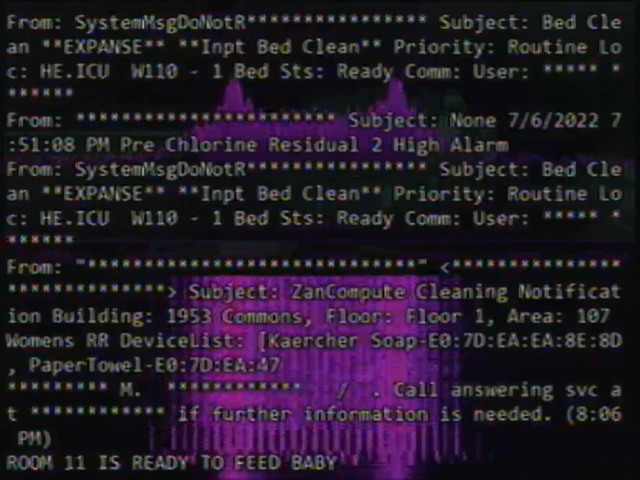 From: SystemMsgDoNotR**************** Subject: Bed Cle
an **EXPANSE** **Inpt Bed Clean** Priority: Routine Lo
c: HE.ICU  W110 - 1 Bed Sts: Ready Comm: User: ***** *
******
From: *********************** Subject: None 7/6/2022 7
:51:08 PM Pre Chlorine Residual 2 High Alarm
From: SystemMsgDoNotR**************** Subject: Bed Cle
an **EXPANSE** **Inpt Bed Clean** Priority: Routine Lo
c: HE.ICU  W110 - 1 Bed Sts: Ready Comm: User: ***** *
******
From: "*****************************" <***************
**************> Subject: ZanCompute Cleaning Notificat
ion Building: 1953 Commons, Floor: Floor 1, Area: 107 
Womens RR DeviceList: [Kaercher Soap-E0:7D:EA:EA:8E:8D
, PaperTowel-E0:7D:EA:47
********* M.  ************   /  . Call answering svc a
t ************ if further information is needed. (8:06
 PM)
ROOM 11 IS READY TO FEED BABY